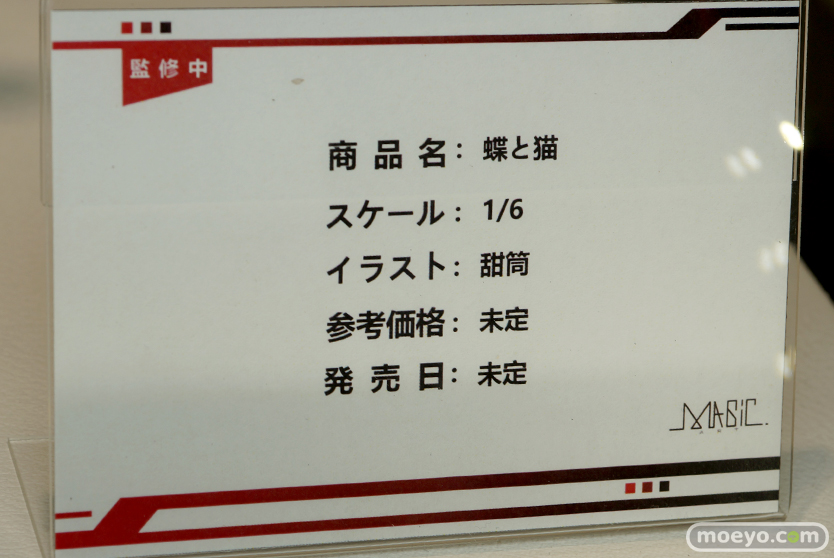 監修中
商品名：蝶と猫
スケール：1/6
イラスト：甜筒
参考価格：未定
発売日：未定
MAGIC.
moeyo.com